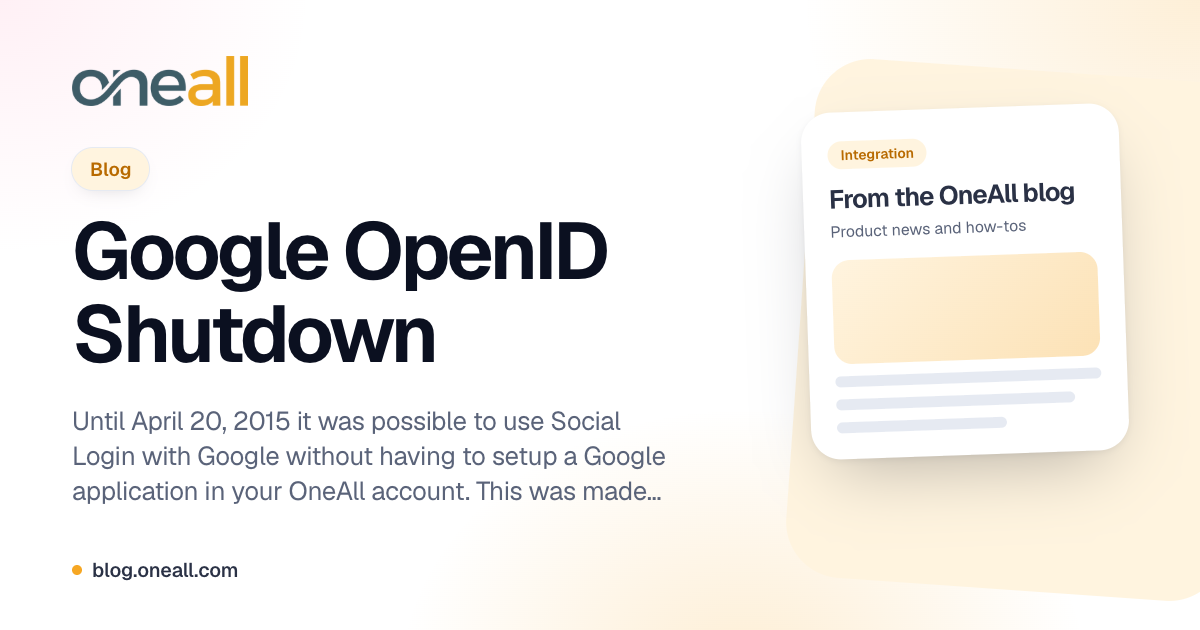 oneall
Blog
Google OpenID
Shutdown
Until April 20, 2015 it was possible to use Social
Login with Google without having to setup a Google
application in your OneAll account. This was made...
blog.oneall.com
Integration
From the OneAll blog
Product news and how-tos